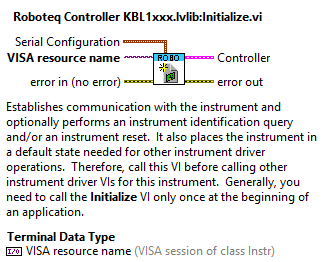 Roboteq Controller KBL1xxx.lvlib:Initialize.vi
Serial Configuration
VISA resource name
ROBO
Controller
error in (no error)
error out
Establishes communication with the instrument and
optionally performs an instrument identification query
and/or an instrument reset.  It also places the instrument in
a default state needed for other instrument driver
operations.  Therefore, call this VI before calling other
instrument driver VIs for this instrument.  Generally, you
need to call the Initialize VI only once at the beginning of
an application.
Terminal Data Type
I/O VISA resource name (VISA session of class Instr)